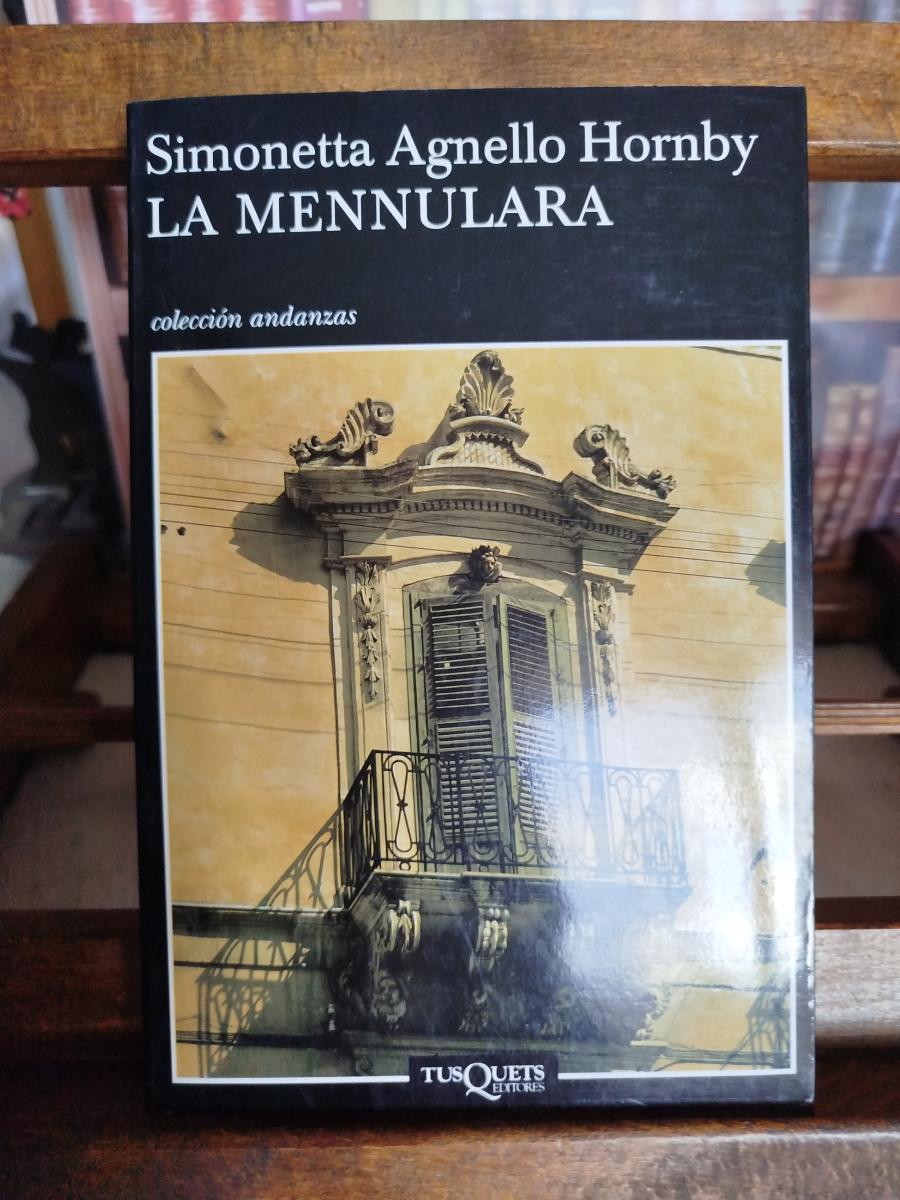 Simonetta Agnello Hornby
LA MENNULARA
colección andanzas
TUSQUETS
EDITORES